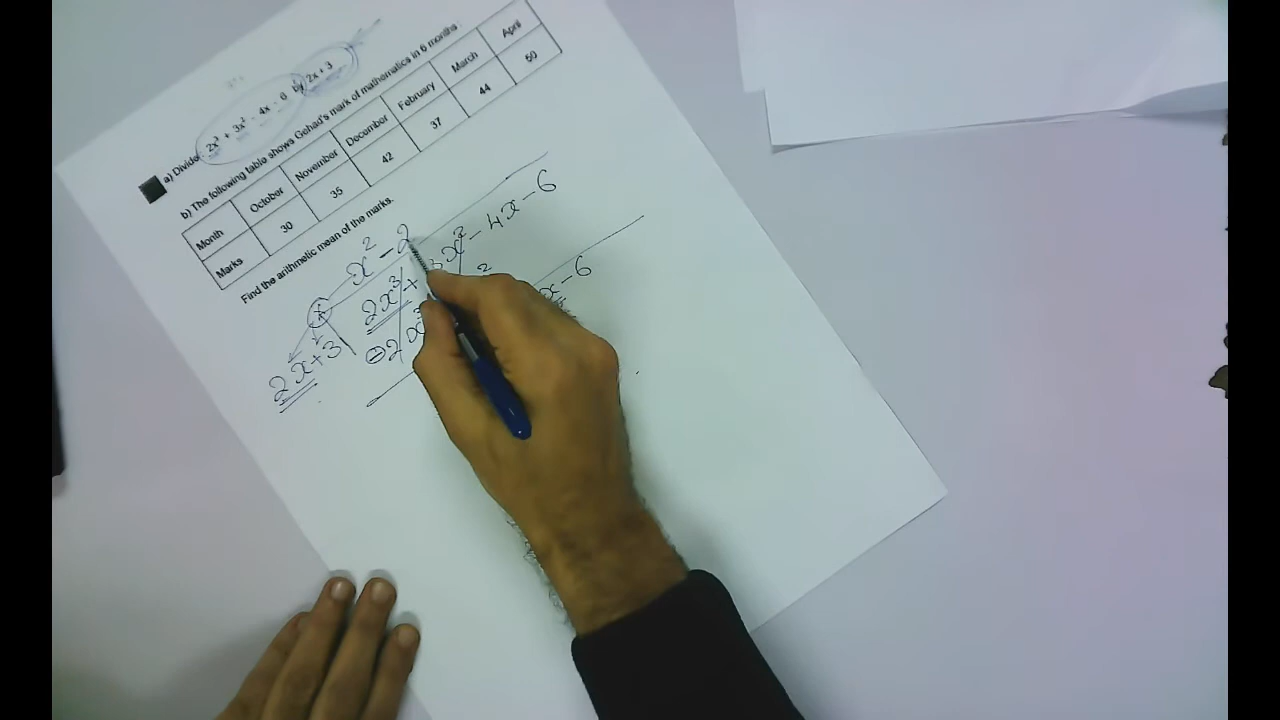 a) Divide: 2x³ + 3x² - 4x - 6 by 2x + 3
b) The following table shows Gehad's mark of mathematics in 6 months.
Month October November December February March April
Marks 30 35 42 37 44 50
Find the arithmetic mean of the marks.
x² - 2
2x³ + 3x² - 4x - 6
2x + 3
⊖ 2x³ ²
x - 6